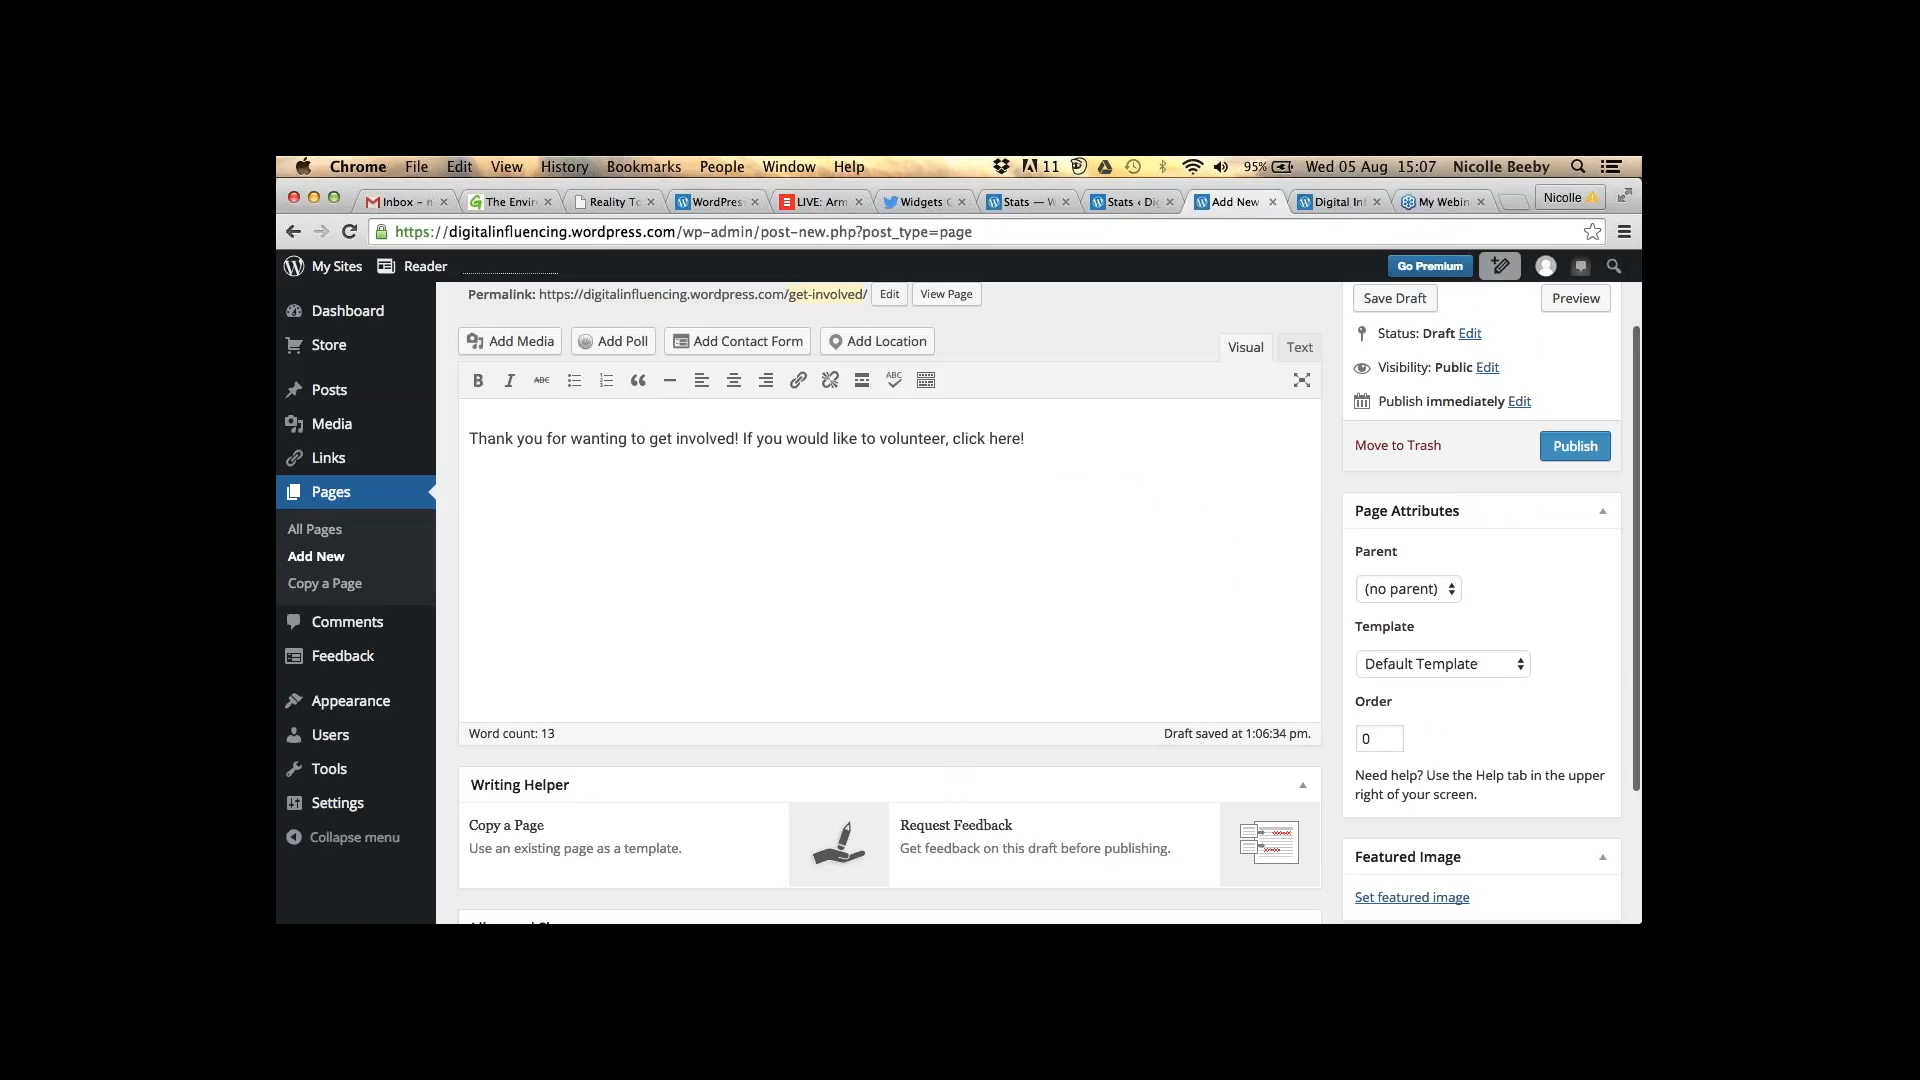 Chrome File Edit View History Bookmarks People Window Help 11 95% Wed 05 Aug 15:07 Nicolle Beeby
Inbox – n The Envir Reality To WordPres LIVE: Arm Widgets Stats — W Stats ‹ Di Add New Digital In My Webin Nicolle
https://digitalinfluencing.wordpress.com/wp-admin/post-new.php?post_type=page
My Sites Reader Go Premium
Permalink: https://digitalinfluencing.wordpress.com/get-involved/ Edit View Page
Save Draft Preview
Dashboard
Store
Posts
Media
Links
Pages
All Pages
Add New
Copy a Page
Comments
Feedback
Appearance
Users
Tools
Settings
Collapse menu
Add Media Add Poll Add Contact Form Add Location
Visual Text
B I ABC ABC
Thank you for wanting to get involved! If you would like to volunteer, click here!
Word count: 13 Draft saved at 1:06:34 pm.
Writing Helper
Copy a Page
Use an existing page as a template.
Request Feedback
Get feedback on this draft before publishing.
Status: Draft Edit
Visibility: Public Edit
Publish immediately Edit
Move to Trash Publish
Page Attributes
Parent
(no parent)
Template
Default Template
Order
0
Need help? Use the Help tab in the upper
right of your screen.
Featured Image
Set featured image